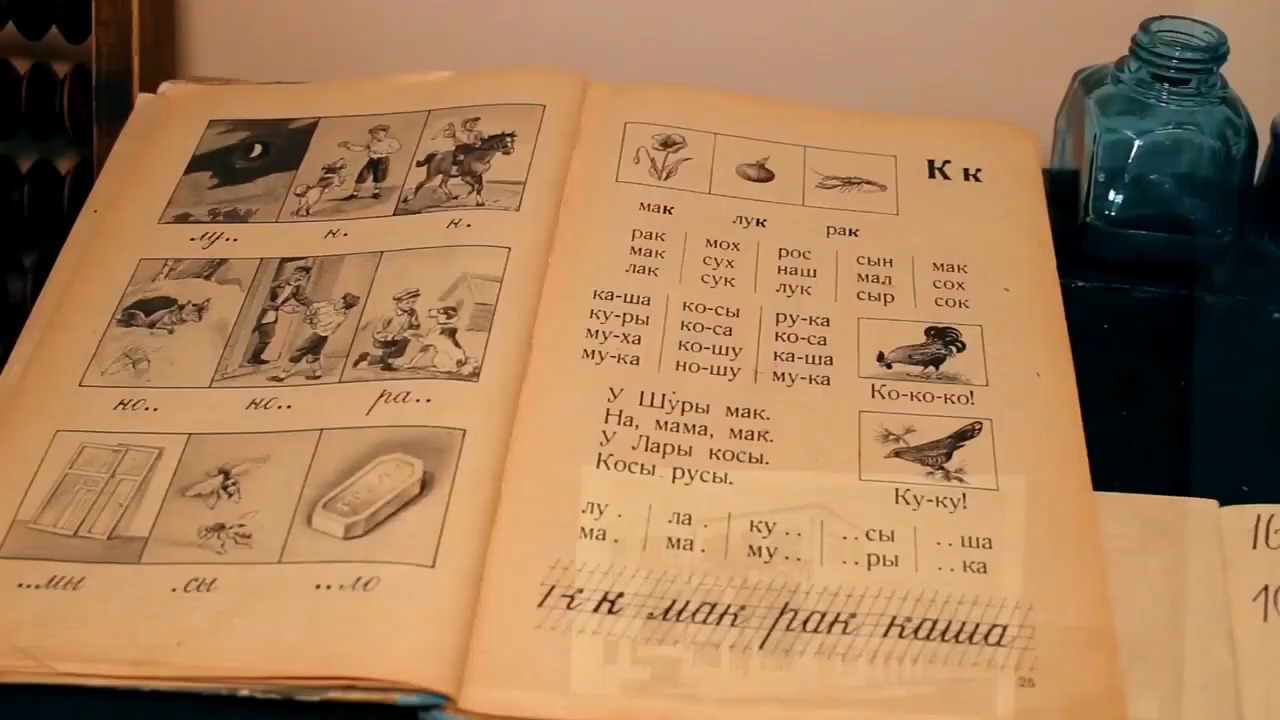 лу.. н. н.
но.. но.. ра..
..мы .сы ..ло
К к
мак лук рак
рак мох рос сын мак
мак сух наш мал сох
лак сук лук сыр сок
ка-ша ко-сы ру-ка
ку-ры ко-са ко-са
му-ха ко-шу ка-ша
му-ка но-шу му-ка
Ко-ко-ко!
У Шу́ры мак.
На, мама, мак.
У Лары косы.
Косы русы.
Ку-ку!
лу . ла . ку . . . . сы . . ша
ма . ма . му . . . . ры . . ка
К к мак рак каша
25
16
10